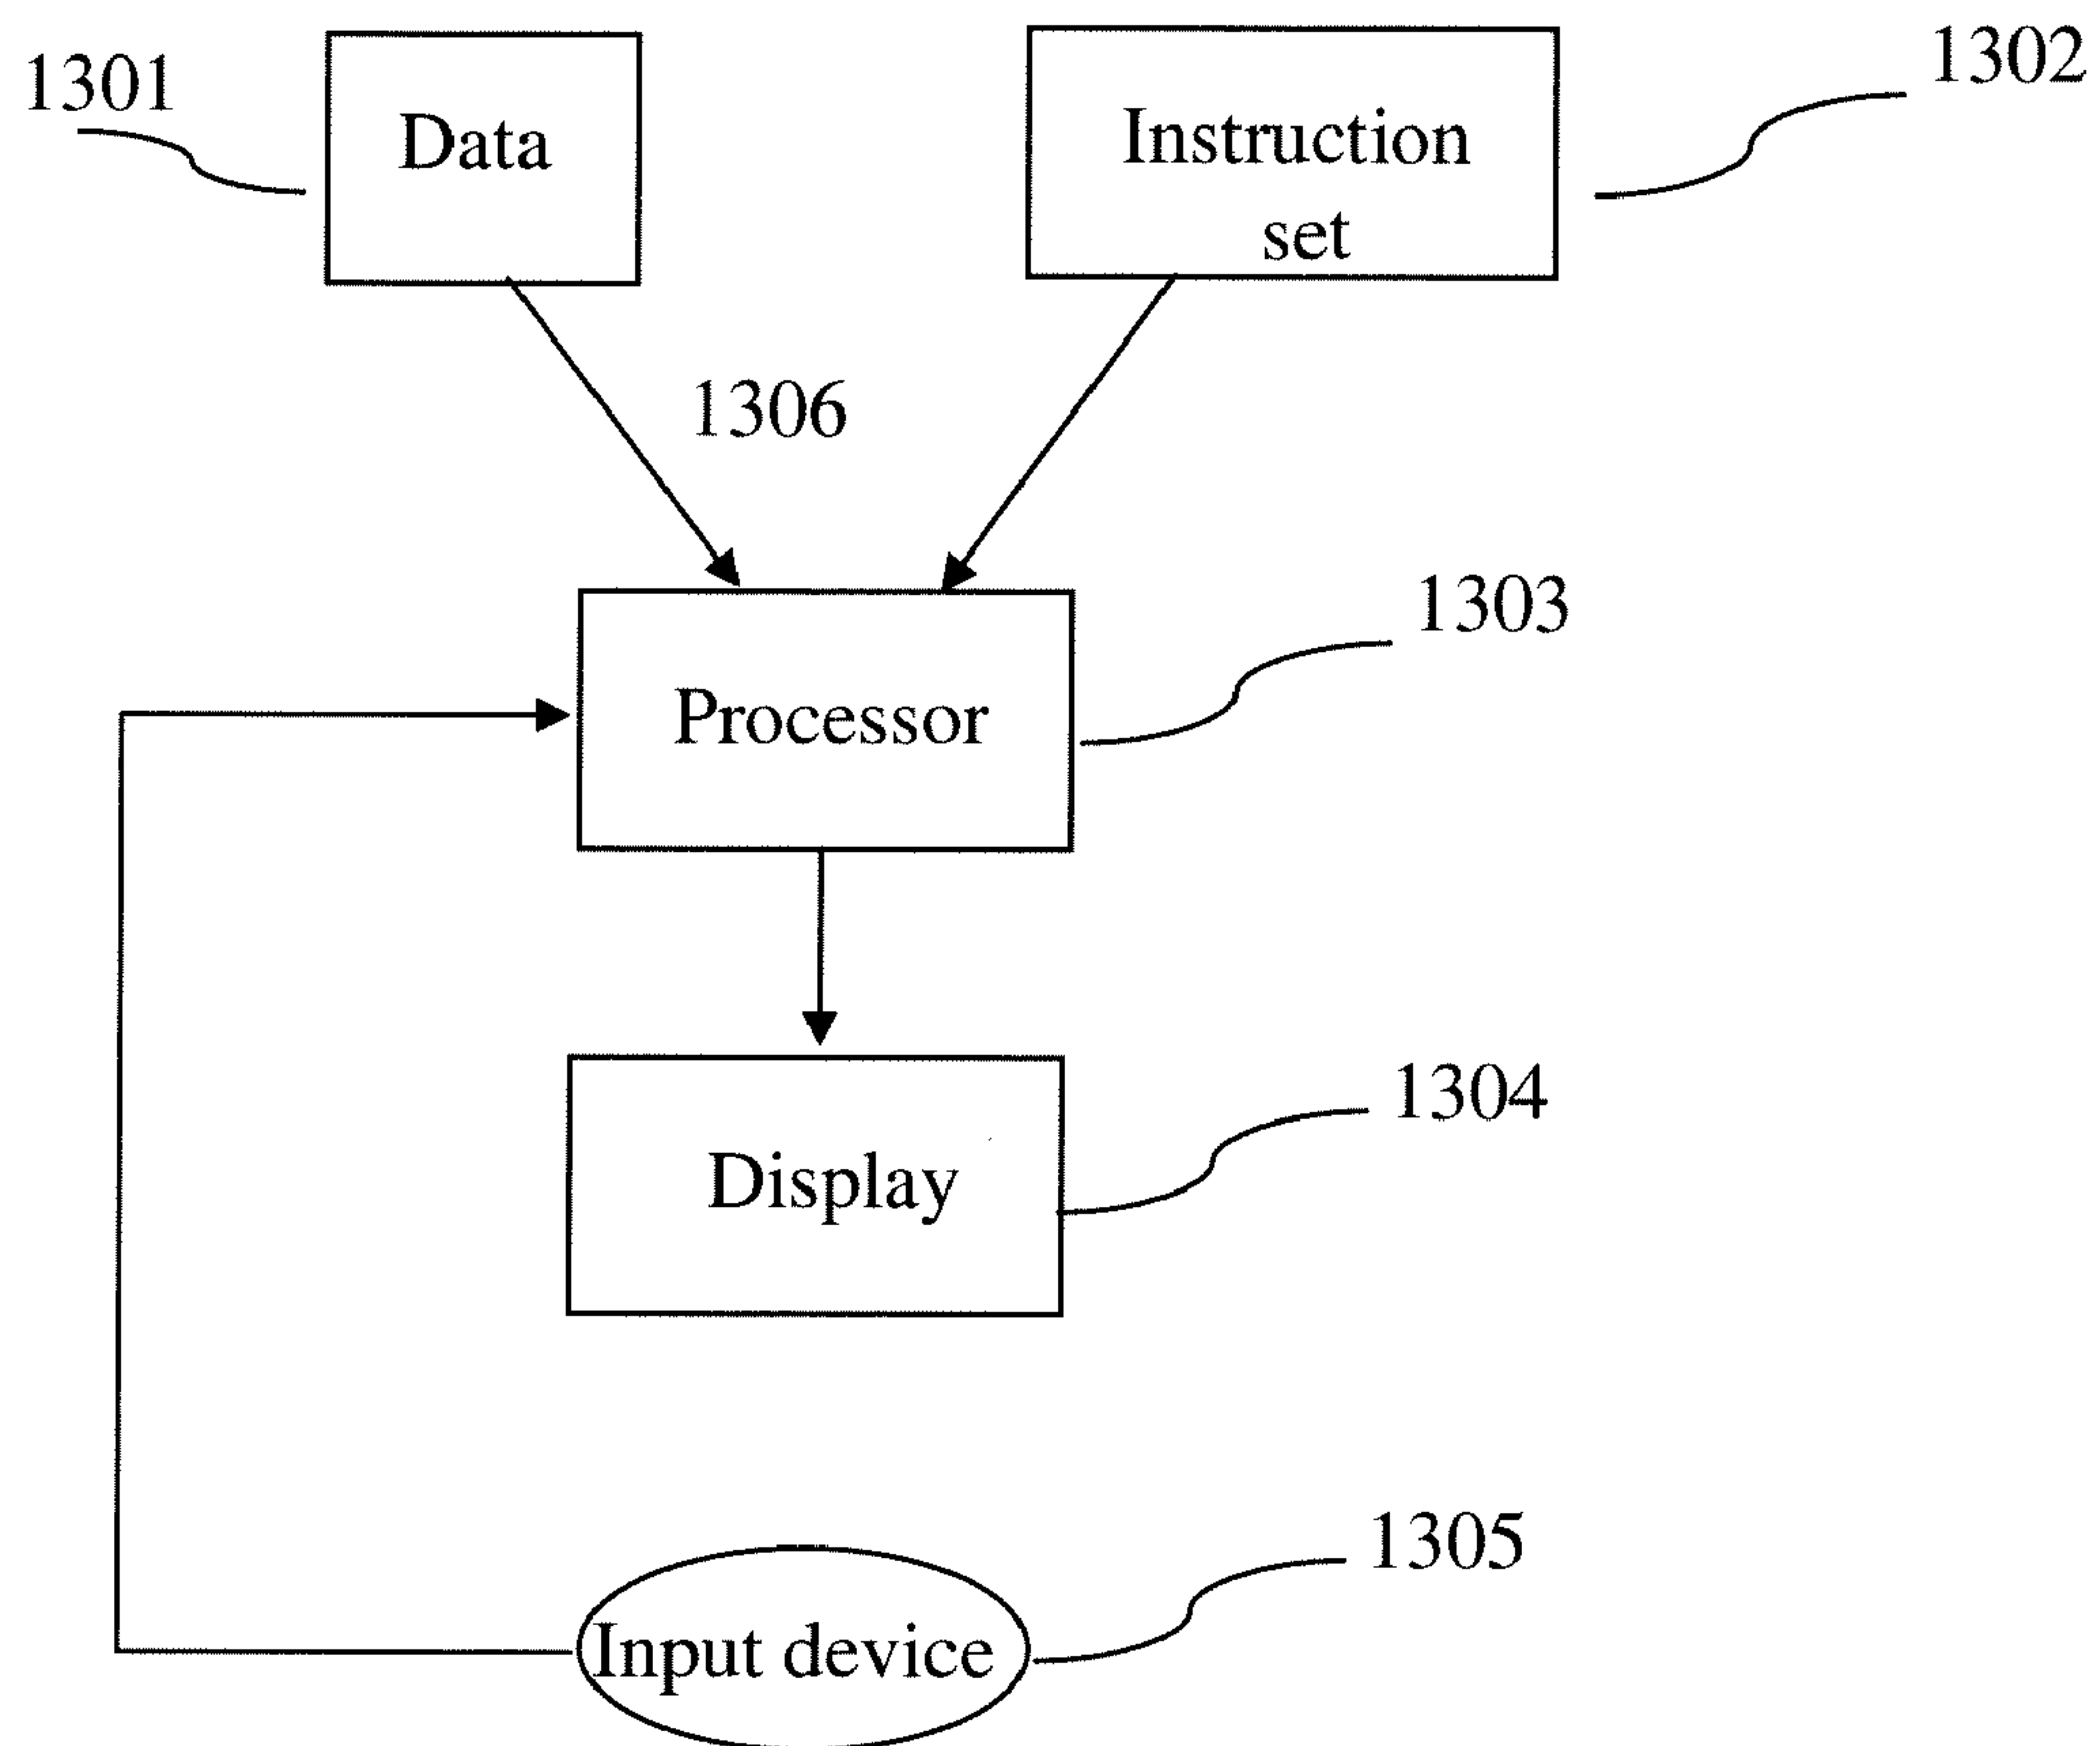 1301
Data
Instruction
set
1302
1306
1303
Processor
1304
Display
1305
Input device